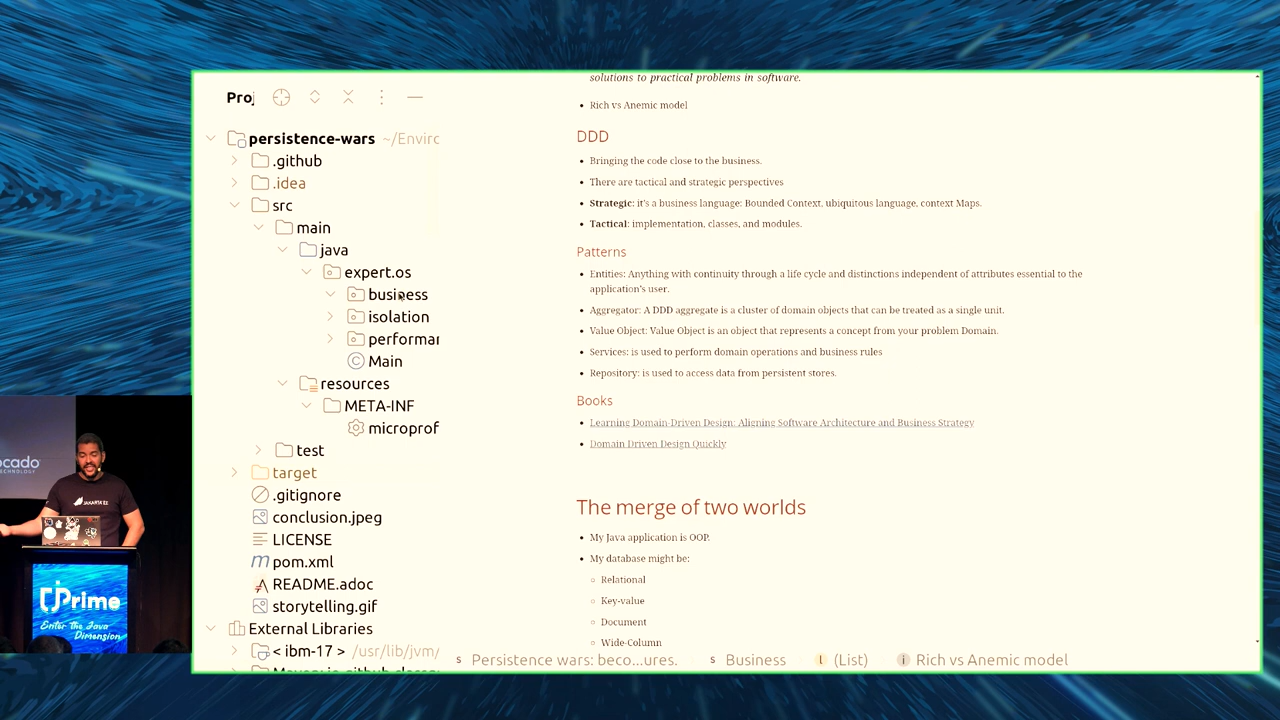 Proj
persistence-wars ~/Envirc
.github
.idea
src
main
java
expert.os
business
isolation
performar
Main
resources
META-INF
microprof
test
target
.gitignore
conclusion.jpeg
LICENSE
pom.xml
README.adoc
storytelling.gif
External Libraries
< ibm-17 > /usr/lib/jvm/
solutions to practical problems in software.
• Rich vs Anemic model
DDD
• Bringing the code close to the business.
• There are tactical and strategic perspectives
• Strategic: it's a business language: Bounded Context, ubiquitous language, context Maps.
• Tactical: implementation, classes, and modules.
Patterns
• Entities: Anything with continuity through a life cycle and distinctions independent of attributes essential to the
application's user.
• Aggregator: A DDD aggregate is a cluster of domain objects that can be treated as a single unit.
• Value Object: Value Object is an object that represents a concept from your problem Domain.
• Services: is used to perform domain operations and business rules
• Repository: is used to access data from persistent stores.
Books
• Learning Domain-Driven Design: Aligning Software Architecture and Business Strategy
• Domain Driven Design Quickly
The merge of two worlds
• My Java application is OOP.
• My database might be:
◦ Relational
◦ Key-value
◦ Document
◦ Wide-Column
s Persistence wars: beco...ures. s Business l (List) i Rich vs Anemic model
cado
TECHNOLOGY
JAKARTA EE
jPrime
Enter the Java
Dimension